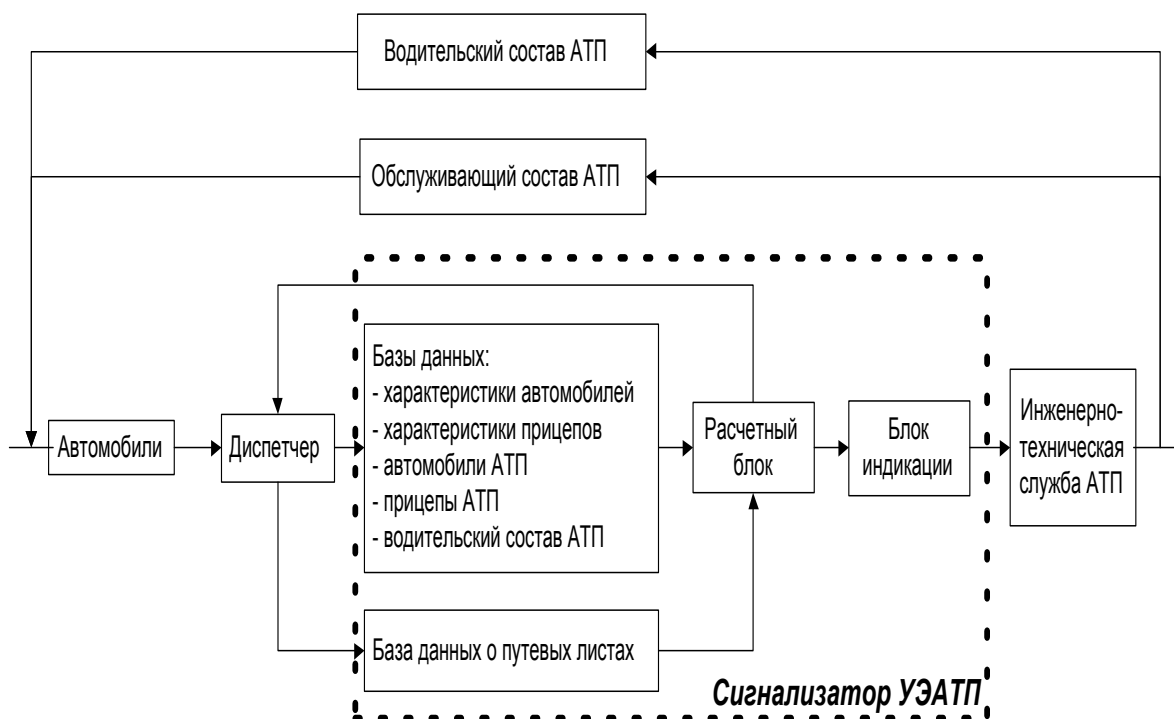 Водительский состав АТП
Обслуживающий состав АТП
Автомобили
Диспетчер
Базы данных:
- характеристики автомобилей
- характеристики прицепов
- автомобили АТП
- прицепы АТП
- водительский состав АТП
Расчетный
блок
Блок
индикации
Инженерно-
техническая
служба АТП
База данных о путевых листах
Сигнализатор УЭАТП